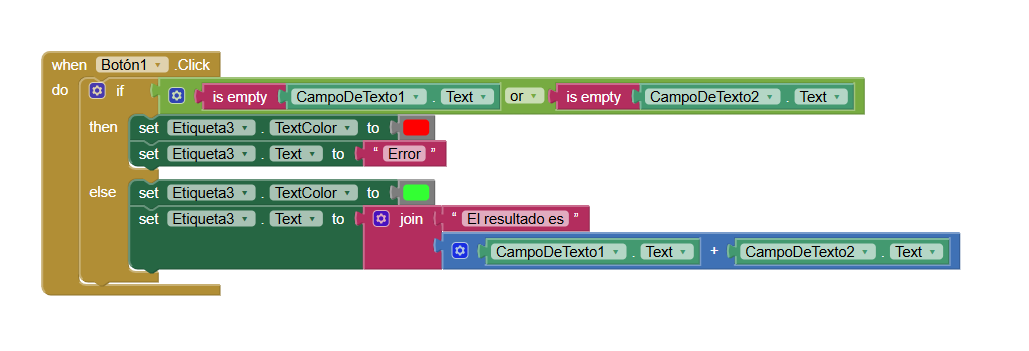 when Botón1 .Click
do if is empty CampoDeTexto1 . Text or is empty CampoDeTexto2 . Text
then set Etiqueta3 . TextColor to
set Etiqueta3 . Text to “ Error ”
else set Etiqueta3 . TextColor to
set Etiqueta3 . Text to join “ El resultado es ”
CampoDeTexto1 . Text + CampoDeTexto2 . Text